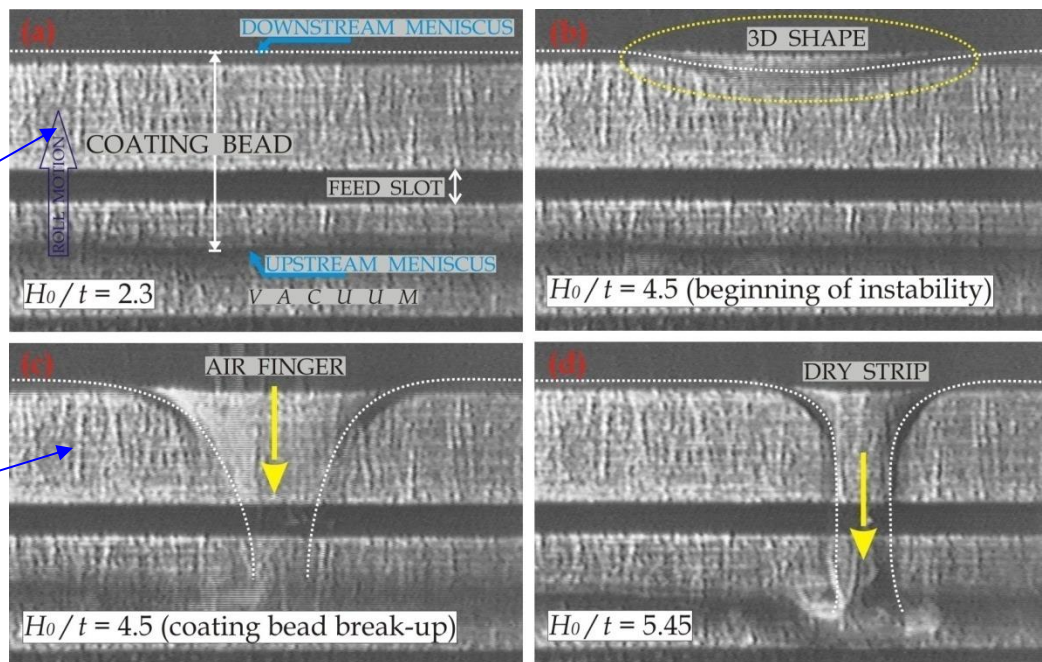 (a)
DOWNSTREAM MENISCUS
COATING BEAD
ROLL MOTION
FEED SLOT
UPSTREAM MENISCUS
VACUUM
H0/t = 2.3
(b)
3D SHAPE
H0/t = 4.5 (beginning of instability)
(c)
AIR FINGER
H0/t = 4.5 (coating bead break-up)
(d)
DRY STRIP
H0/t = 5.45